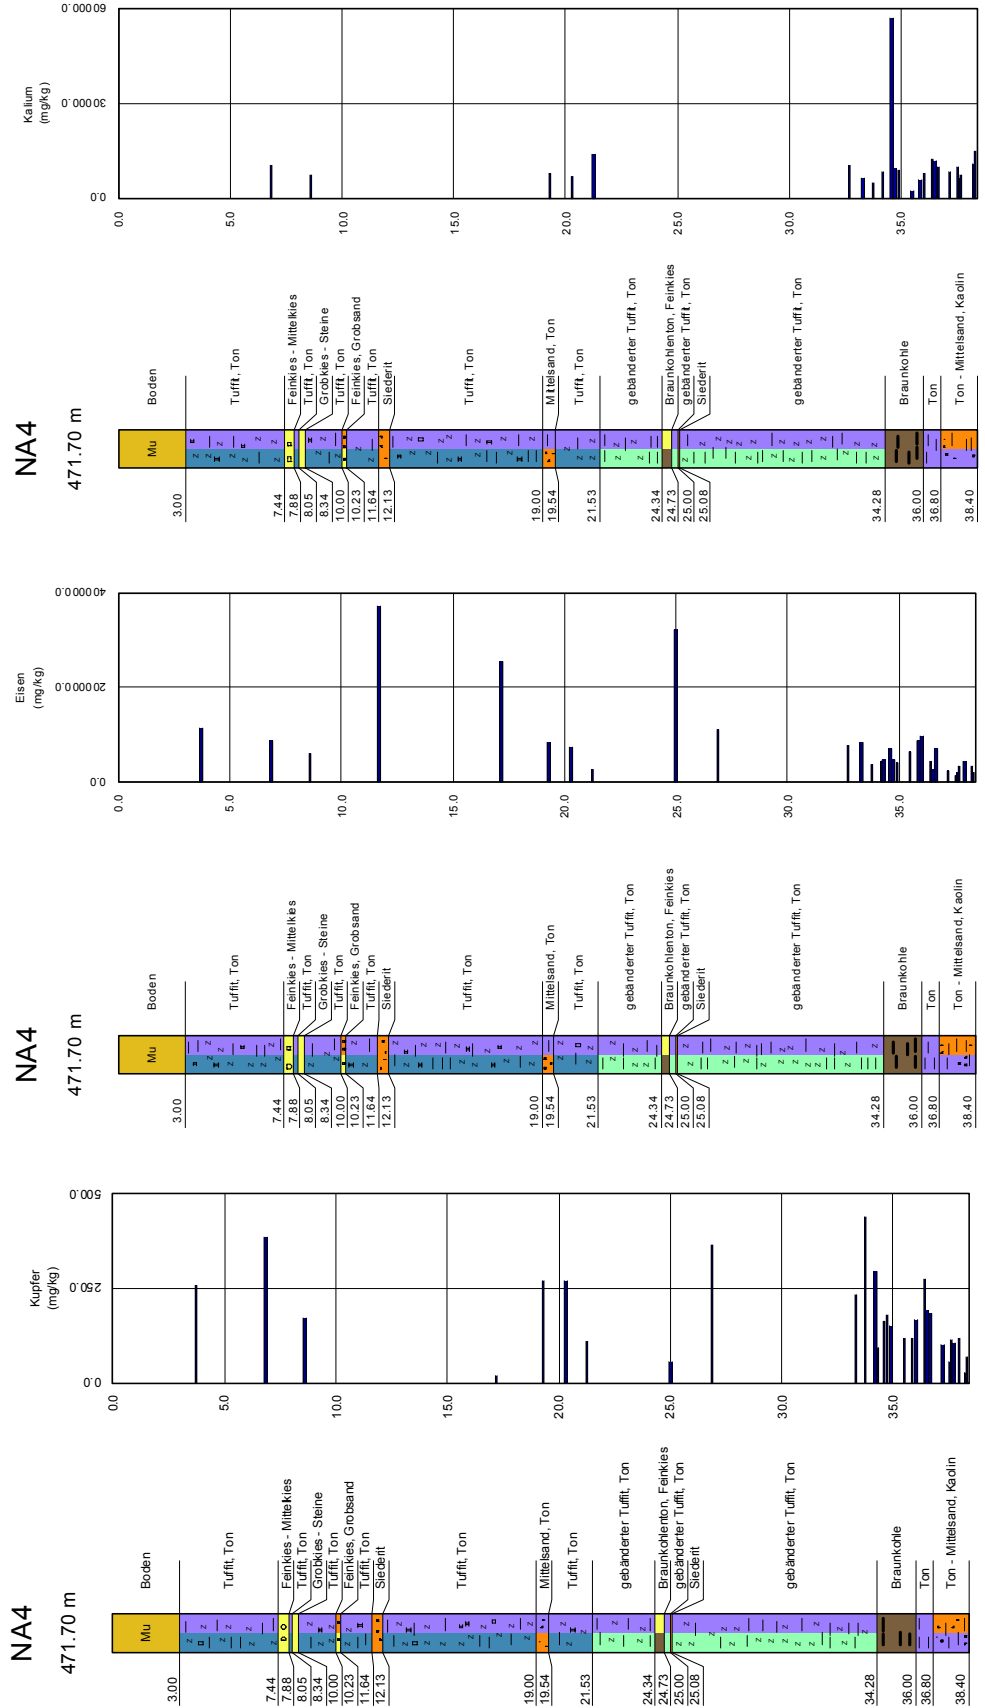 NA4
471.70 m
Mu
Boden
3.00
Tuffit, Ton
7.44
Feinkies - Mittelkies
7.88
Tuffit, Ton
8.05
Grobkies - Steine
8.34
Tuffit, Ton
10.00
Feinkies, Grobsand
10.23
Tuffit, Ton
11.64
Siederit
12.13
Tuffit, Ton
19.00
Mittelsand, Ton
19.54
Tuffit, Ton
21.53
gebänderter Tuffit, Ton
24.34
Braunkohlenton, Feinkies
24.73
gebänderter Tuffit, Ton
25.00
Siederit
25.08
gebänderter Tuffit, Ton
34.28
Braunkohle
36.00
Ton
36.80
Ton - Mittelsand, Kaolin
38.40
Kupfer
(mg/kg)
0.0
250.0
500.0
0.0
5.0
10.0
15.0
20.0
25.0
30.0
35.0
NA4
471.70 m
Mu
Boden
3.00
Tuffit, Ton
7.44
Feinkies - Mittelkies
7.88
Tuffit, Ton
8.05
Grobkies - Steine
8.34
Tuffit, Ton
10.00
Feinkies, Grobsand
10.23
Tuffit, Ton
11.64
Siederit
12.13
Tuffit, Ton
19.00
Mittelsand, Ton
19.54
Tuffit, Ton
21.53
gebänderter Tuffit, Ton
24.34
Braunkohlenton, Feinkies
24.73
gebänderter Tuffit, Ton
25.00
Siederit
25.08
gebänderter Tuffit, Ton
34.28
Braunkohle
36.00
Ton
36.80
Ton - Mittelsand, Kaolin
38.40
Eisen
(mg/kg)
0.0
200000.0
400000.0
0.0
5.0
10.0
15.0
20.0
25.0
30.0
35.0
NA4
471.70 m
Mu
Boden
3.00
Tuffit, Ton
7.44
Feinkies - Mittelkies
7.88
Tuffit, Ton
8.05
Grobkies - Steine
8.34
Tuffit, Ton
10.00
Feinkies, Grobsand
10.23
Tuffit, Ton
11.64
Siederit
12.13
Tuffit, Ton
19.00
Mittelsand, Ton
19.54
Tuffit, Ton
21.53
gebänderter Tuffit, Ton
24.34
Braunkohlenton, Feinkies
24.73
gebänderter Tuffit, Ton
25.00
Siederit
25.08
gebänderter Tuffit, Ton
34.28
Braunkohle
36.00
Ton
36.80
Ton - Mittelsand, Kaolin
38.40
Kalium
(mg/kg)
0.0
30000.0
60000.0
0.0
5.0
10.0
15.0
20.0
25.0
30.0
35.0